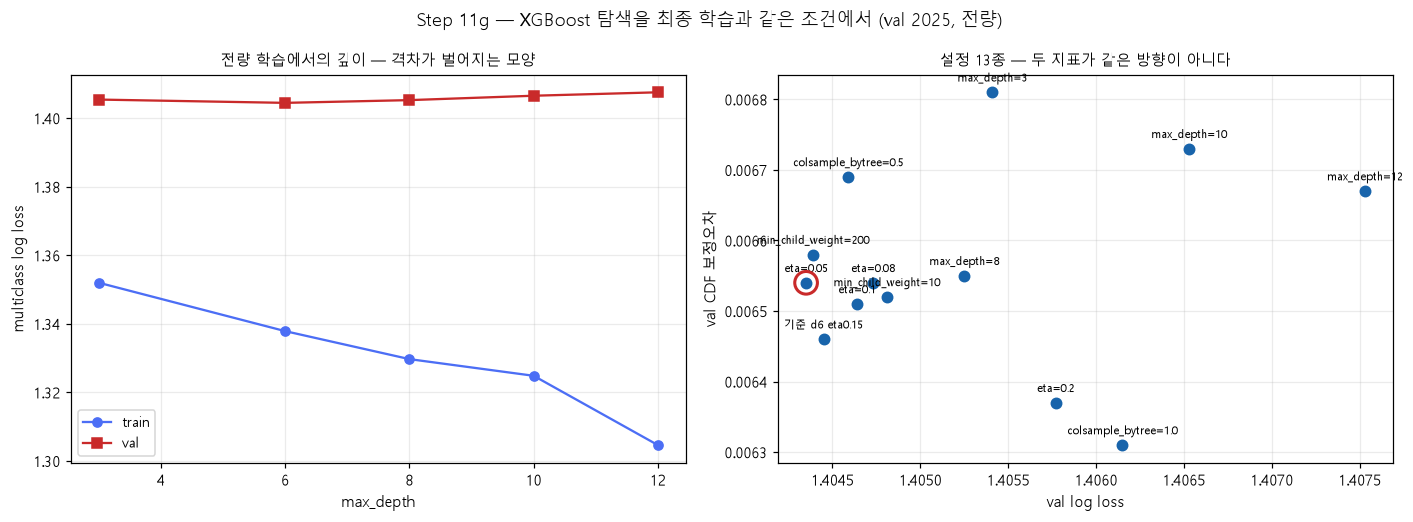 Step 11g — XGBoost 탐색을 최종 학습과 같은 조건에서 (val 2025, 전량)
전량 학습에서의 깊이 — 격차가 벌어지는 모양
multiclass log loss
1.40
1.38
1.36
1.34
1.32
1.30
train
val
4
6
8
10
12
max_depth
설정 13종 — 두 지표가 같은 방향이 아니다
val CDF 보정오차
0.0068
0.0067
0.0066
0.0065
0.0064
0.0063
max_depth=3
max_depth=10
colsample_bytree=0.5
max_depth=12
min_child_weight=200
eta=0.05
eta=0.08
max_depth=8
min_child_weight=10
eta=0.1
기준 d6 eta0.15
eta=0.2
colsample_bytree=1.0
1.4045
1.4050
1.4055
1.4060
1.4065
1.4070
1.4075
val log loss